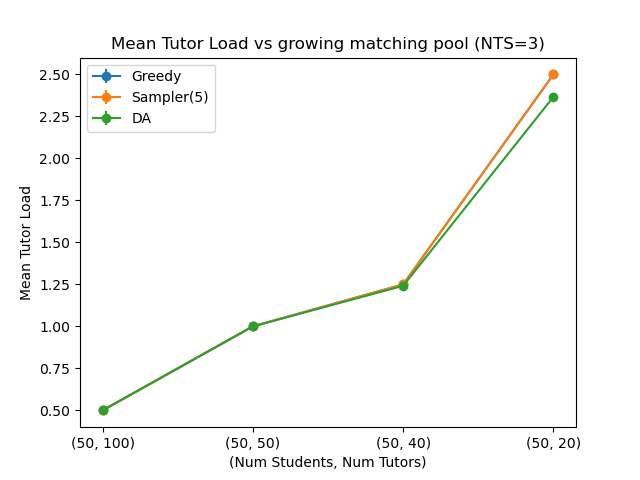 Mean Tutor Load vs growing matching pool (NTS=3)
Greedy
Sampler(5)
DA
Mean Tutor Load
2.50
2.25
2.00
1.75
1.50
1.25
1.00
0.75
0.50
(50, 100)
(50, 50)
(50, 40)
(50, 20)
(Num Students, Num Tutors)